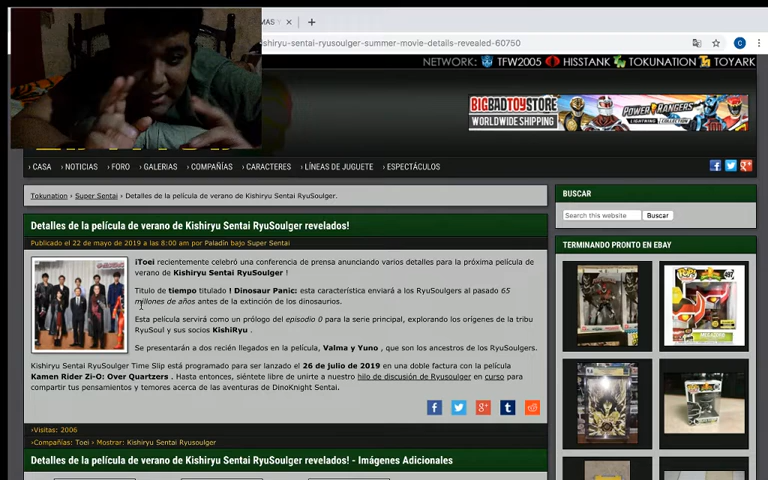 MAS
shiryu-sentai-ryusoulger-summer-movie-details-revealed-60750
NETWORK: TFW2005 HISSTANK TOKUNATION TOYARK
BIGBADTOYSTORE
WORLDWIDE SHIPPING
POWER RANGERS
LIGHTNING COLLECTION
› CASA › NOTICIAS › FORO › GALERIAS › COMPAÑÍAS › CARACTERES › LÍNEAS DE JUGUETE › ESPECTÁCULOS
Tokunation › Super Sentai › Detalles de la película de verano de Kishiryu Sentai RyuSoulger.
Detalles de la película de verano de Kishiryu Sentai RyuSoulger revelados!
Publicado el 22 de mayo de 2019 a las 8:00 am por Paladín bajo Super Sentai
iToei recientemente celebró una conferencia de prensa anunciando varios detalles para la próxima película de
verano de Kishiryu Sentai RyuSoulger !
Titulo de tiempo titulado ! Dinosaur Panic: esta característica enviará a los RyuSoulgers al pasado 65
millones de años antes de la extinción de los dinosaurios.
Esta película servirá como un prólogo del episodio 0 para la serie principal, explorando los orígenes de la tribu
RyuSoul y sus socios KishiRyu .
Se presentarán a dos recién llegados en la película, Valma y Yuno , que son los ancestros de los RyuSoulgers.
Kishiryu Sentai RyuSoulger Time Slip está programado para ser lanzado el 26 de julio de 2019 en una doble factura con la película
Kamen Rider Zi-O: Over Quartzers . Hasta entonces, siéntete libre de unirte a nuestro hilo de discusión de Ryusoulger en curso para
compartir tus pensamientos y temores acerca de las aventuras de DinoKnight Sentai.
›Visitas: 2006
›Compañías: Toei › Mostrar: Kishiryu Sentai Ryusoulger
Detalles de la película de verano de Kishiryu Sentai RyuSoulger revelados! - Imágenes Adicionales
BUSCAR
Search this website Buscar
TERMINANDO PRONTO EN EBAY
POP!
497